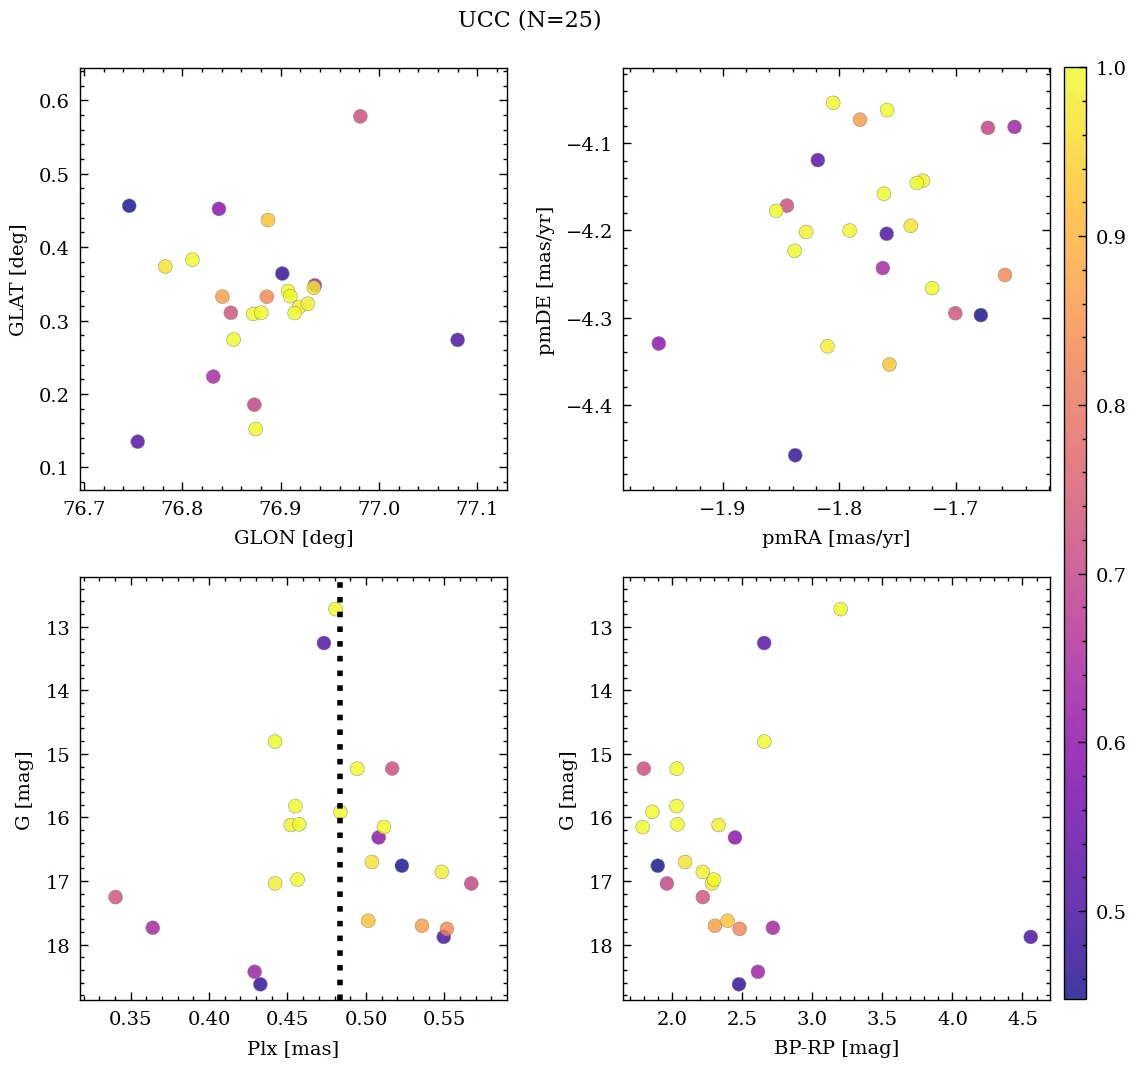 UCC (N=25)
0.6
0.5
0.4
0.3
0.2
0.1
GLAT [deg]
76.7 76.8 76.9 77.0 77.1
GLON [deg]
−4.1
−4.2
−4.3
−4.4
pmDE [mas/yr]
−1.9 −1.8 −1.7
pmRA [mas/yr]
13
14
15
16
17
18
G [mag]
0.35 0.40 0.45 0.50 0.55
Plx [mas]
13
14
15
16
17
18
G [mag]
2.0 2.5 3.0 3.5 4.0 4.5
BP-RP [mag]
1.0
0.9
0.8
0.7
0.6
0.5